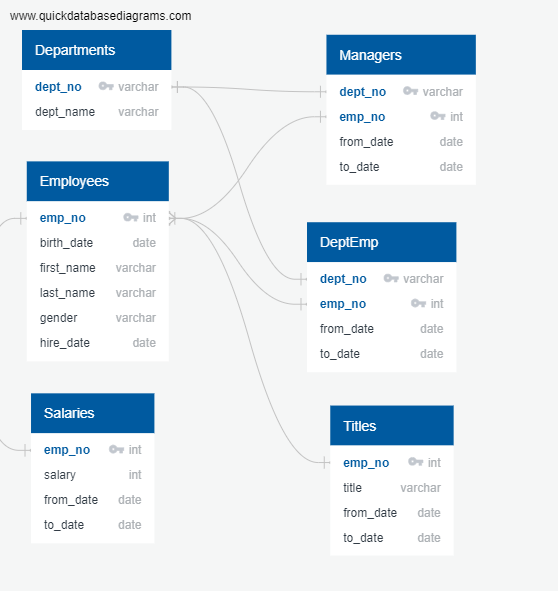 www.quickdatabasediagrams.com
Departments
dept_no varchar
dept_name varchar
Employees
emp_no int
birth_date date
first_name varchar
last_name varchar
gender varchar
hire_date date
Salaries
emp_no int
salary int
from_date date
to_date date
Managers
dept_no varchar
emp_no int
from_date date
to_date date
DeptEmp
dept_no varchar
emp_no int
from_date date
to_date date
Titles
emp_no int
title varchar
from_date date
to_date date